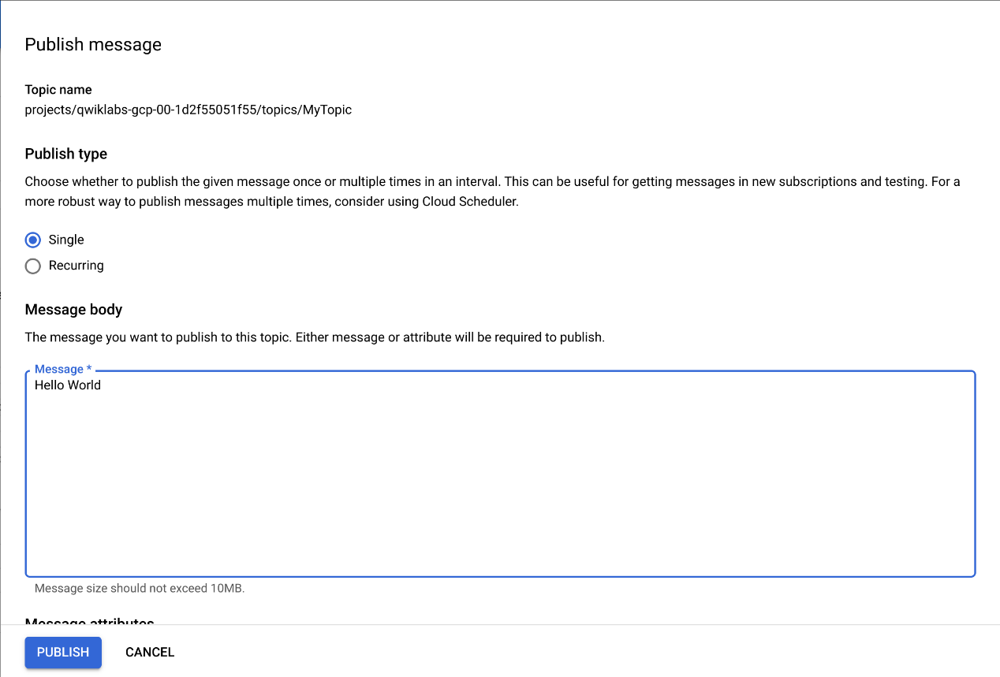 Publish message
Topic name
projects/qwiklabs-gcp-00-1d2f55051f55/topics/MyTopic
Publish type
Choose whether to publish the given message once or multiple times in an interval. This can be useful for getting messages in new subscriptions and testing. For a
more robust way to publish messages multiple times, consider using Cloud Scheduler.
Single
Recurring
Message body
The message you want to publish to this topic. Either message or attribute will be required to publish.
Message *
Hello World
Message size should not exceed 10MB.
Message attributes
PUBLISH CANCEL